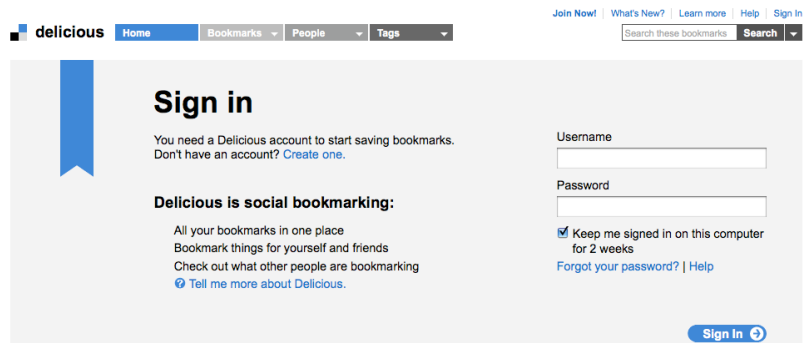 Join Now! What's New? Learn more Help Sign In
delicious Home Bookmarks People Tags Search these bookmarks Search
Sign in
You need a Delicious account to start saving bookmarks.
Don't have an account? Create one.
Delicious is social bookmarking:
All your bookmarks in one place
Bookmark things for yourself and friends
Check out what other people are bookmarking
? Tell me more about Delicious.
Username
Password
Keep me signed in on this computer
for 2 weeks
Forgot your password? | Help
Sign In